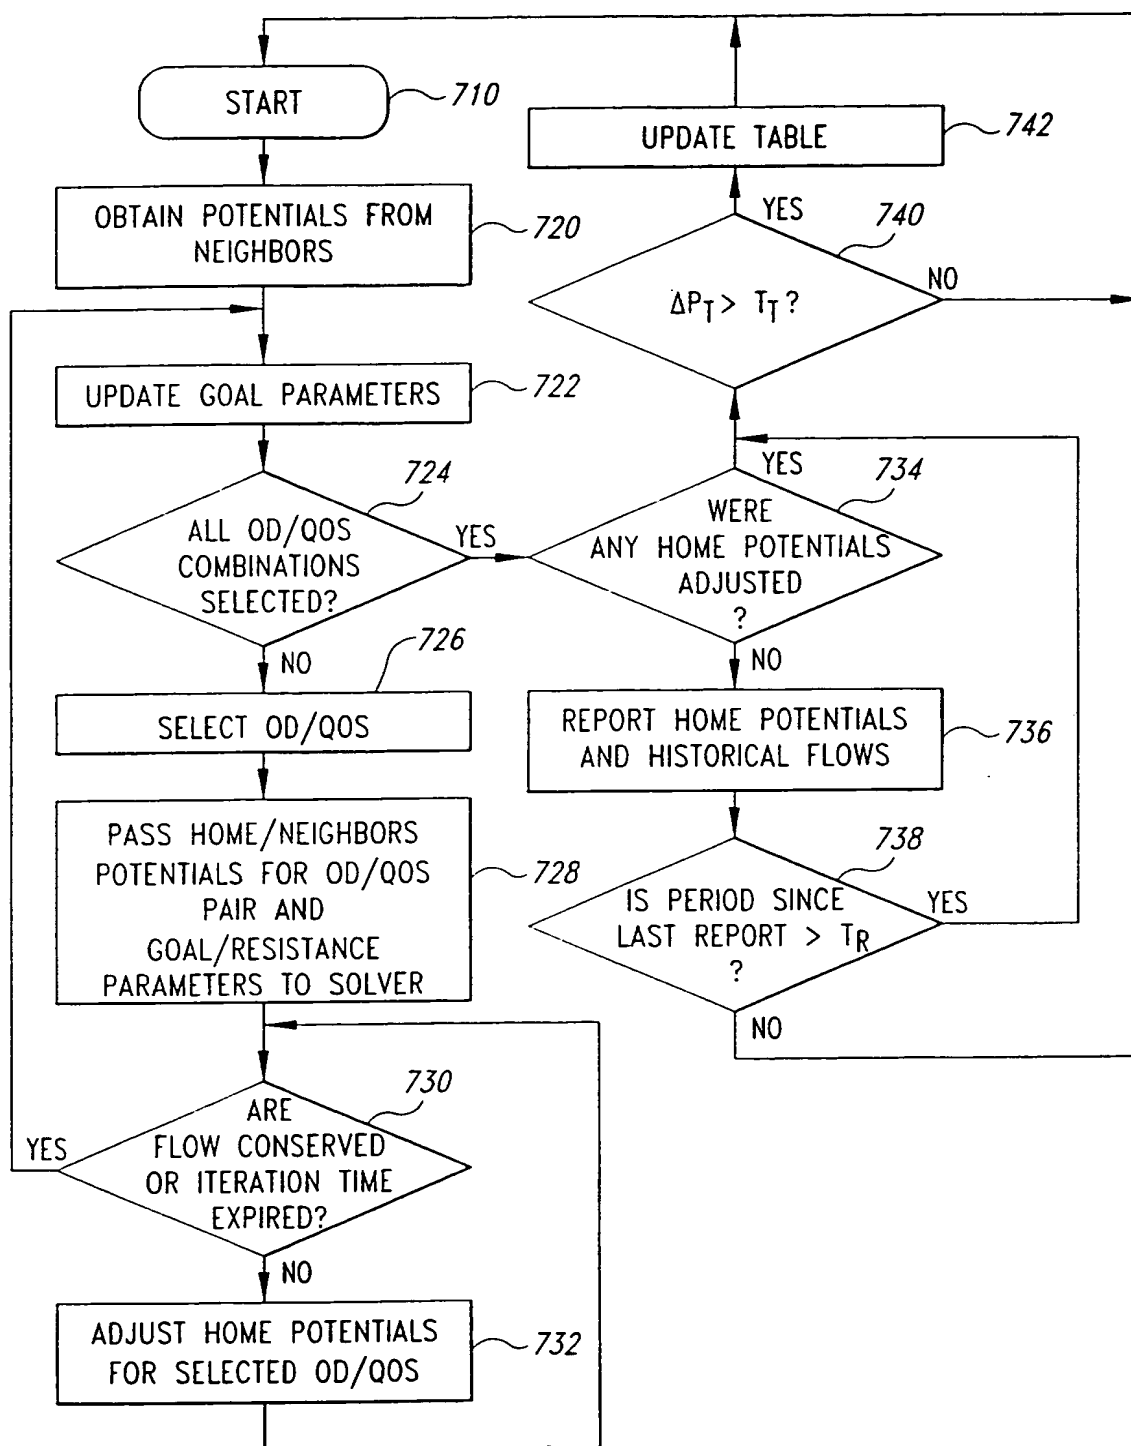 START
710
OBTAIN POTENTIALS FROM
NEIGHBORS
720
UPDATE GOAL PARAMETERS
722
724
ALL OD/QOS
COMBINATIONS
SELECTED?
YES
NO
726
SELECT OD/QOS
PASS HOME/NEIGHBORS
POTENTIALS FOR OD/QOS
PAIR AND
GOAL/RESISTANCE
PARAMETERS TO SOLVER
728
730
ARE
FLOW CONSERVED
OR ITERATION TIME
EXPIRED?
YES
NO
ADJUST HOME POTENTIALS
FOR SELECTED OD/QOS
732
UPDATE TABLE
742
YES
740
ΔPT > TT?
NO
YES
734
WERE
ANY HOME POTENTIALS
ADJUSTED
?
NO
REPORT HOME POTENTIALS
AND HISTORICAL FLOWS
736
738
IS PERIOD SINCE
LAST REPORT > TR
?
YES
NO